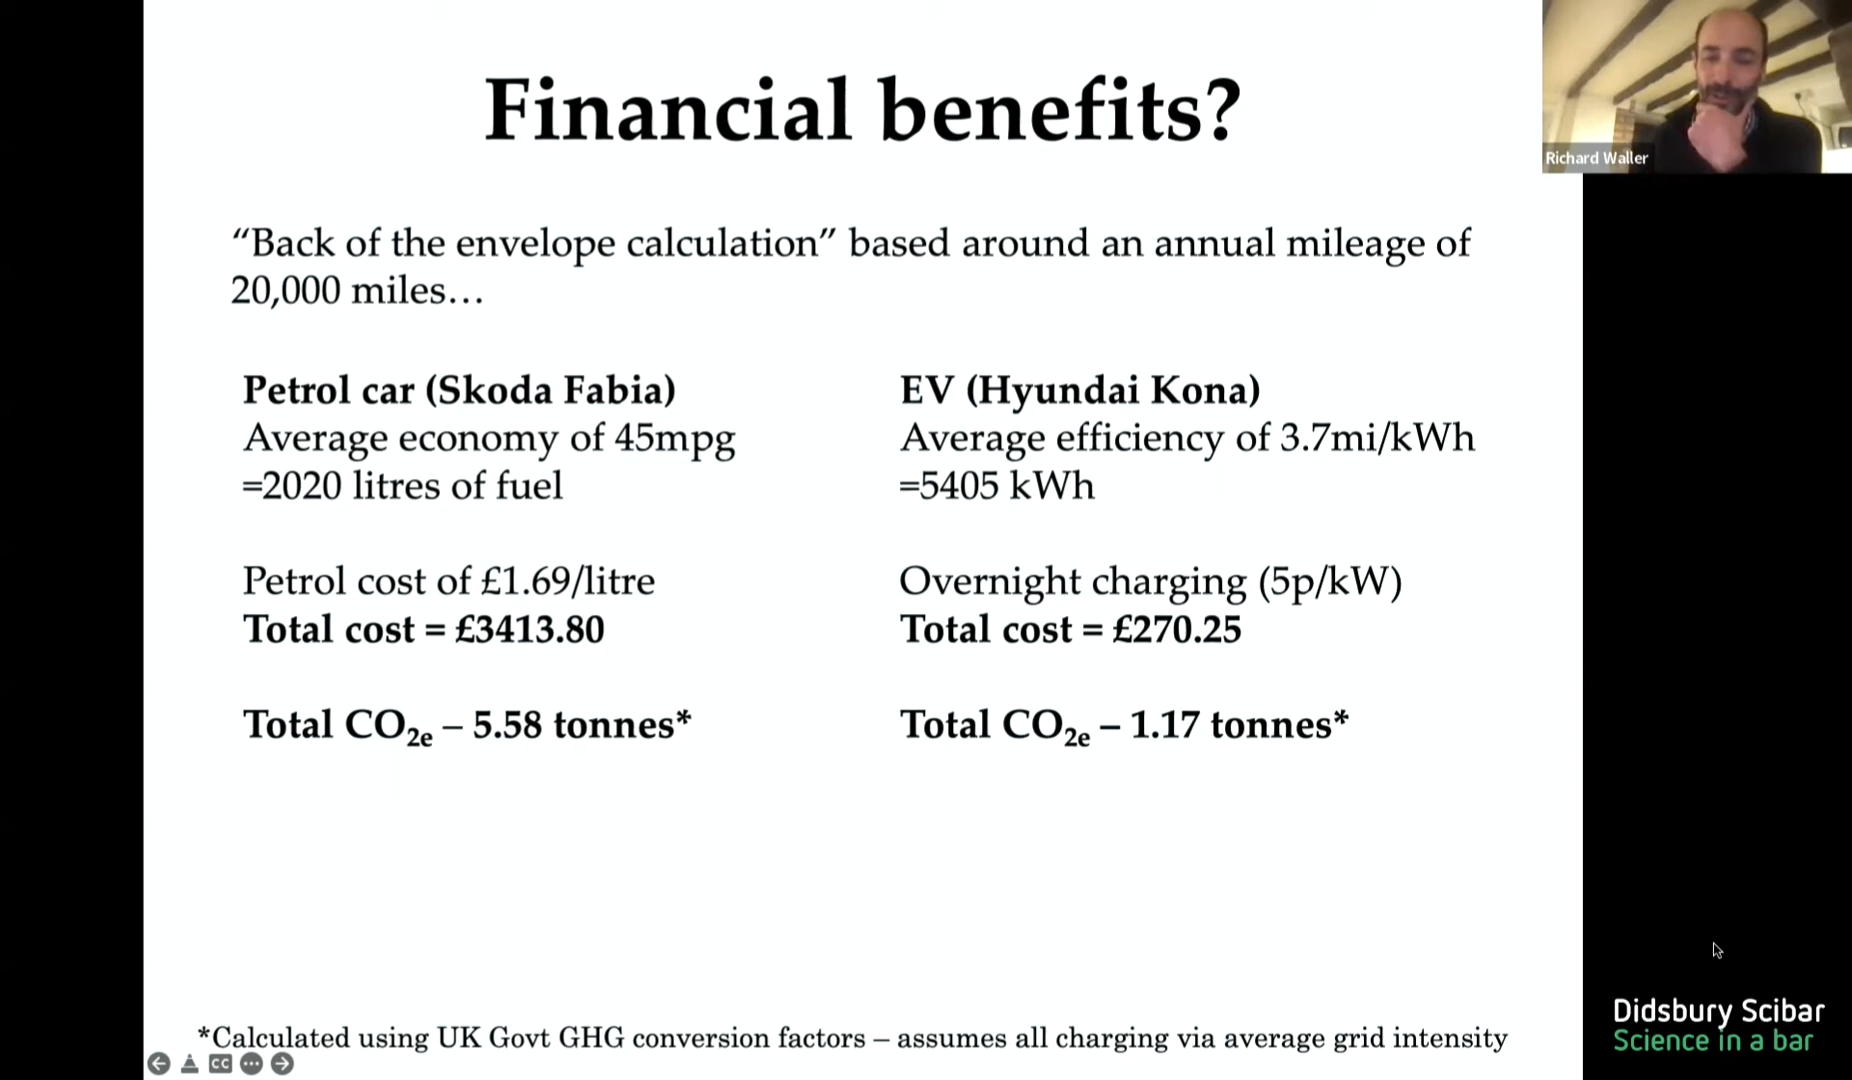 Financial benefits?
Richard Waller
“Back of the envelope calculation” based around an annual mileage of
20,000 miles…
Petrol car (Skoda Fabia)
Average economy of 45mpg
=2020 litres of fuel
Petrol cost of £1.69/litre
Total cost = £3413.80
Total CO2e – 5.58 tonnes*
EV (Hyundai Kona)
Average efficiency of 3.7mi/kWh
=5405 kWh
Overnight charging (5p/kW)
Total cost = £270.25
Total CO2e – 1.17 tonnes*
*Calculated using UK Govt GHG conversion factors – assumes all charging via average grid intensity
CC
Didsbury Scibar
Science in a bar